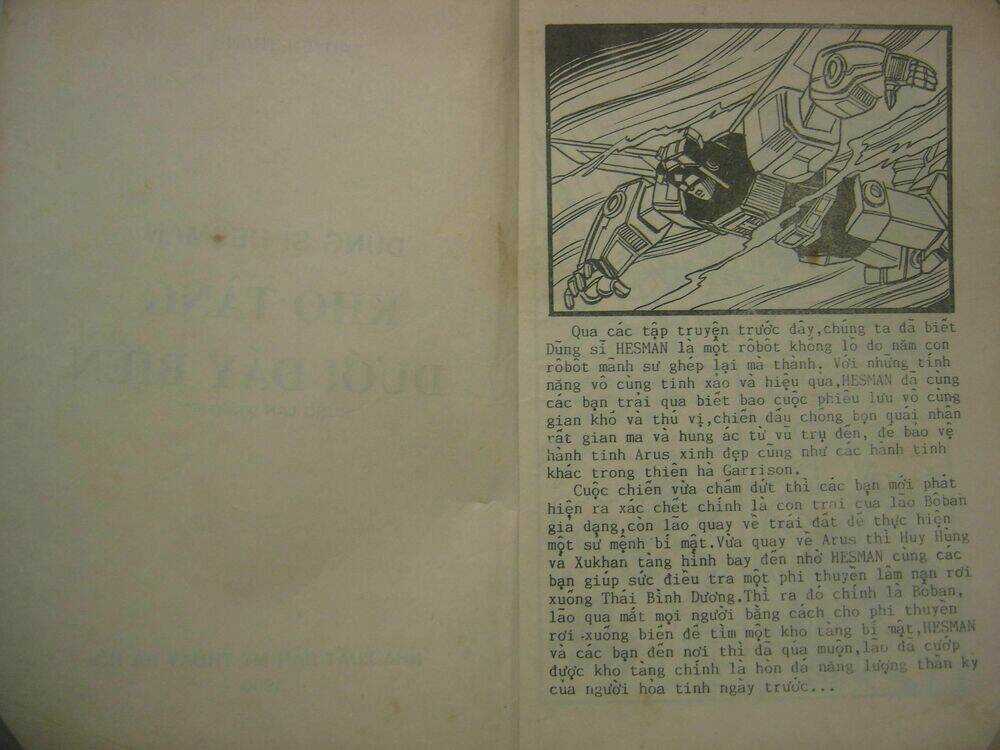 Qua các tập truyện trước đây,chúng ta đã biết
Dũng sĩ HESMAN là một rôbốt khổng lồ do năm con
rôbốt mãnh sư ghép lại mà thành. Với những tính
năng vô cùng tinh xảo và hiệu quả,HESMAN đã cùng
các bạn trải qua biết bao cuộc phiêu lưu vô cùng
gian khổ và thú vị,chiến đấu chống bọn quái nhân
rất gian ma và hung ác từ vũ trụ đến, để bảo vệ
hành tinh Arus xinh đẹp cũng như các hành tinh
khác trong thiên hà Garrison.
Cuộc chiến vừa chấm dứt thì các bạn mới phát
hiện ra xác chết chính là con trai của lão Bôban
giả dạng,còn lão quay về trái đất để thực hiện
một sứ mệnh bí mật.Vừa quay về Arus thì Huy Hùng
và Xukhan tàng hình bay đến nhờ HESMAN cùng các
bạn giúp sức điều tra một phi thuyền lâm nạn rơi
xuống Thái Bình Dương.Thì ra đó chính là Bôban,
lão qua mắt mọi người bằng cách cho phi thuyền
rơi xuống biển để tìm một kho tàng bí mật,HESMAN
và các bạn đến nơi thì đã quá muộn,lão đã cướp
được kho tàng chính là hòn đá năng lượng thần kỳ
của người hỏa tinh ngày trước...